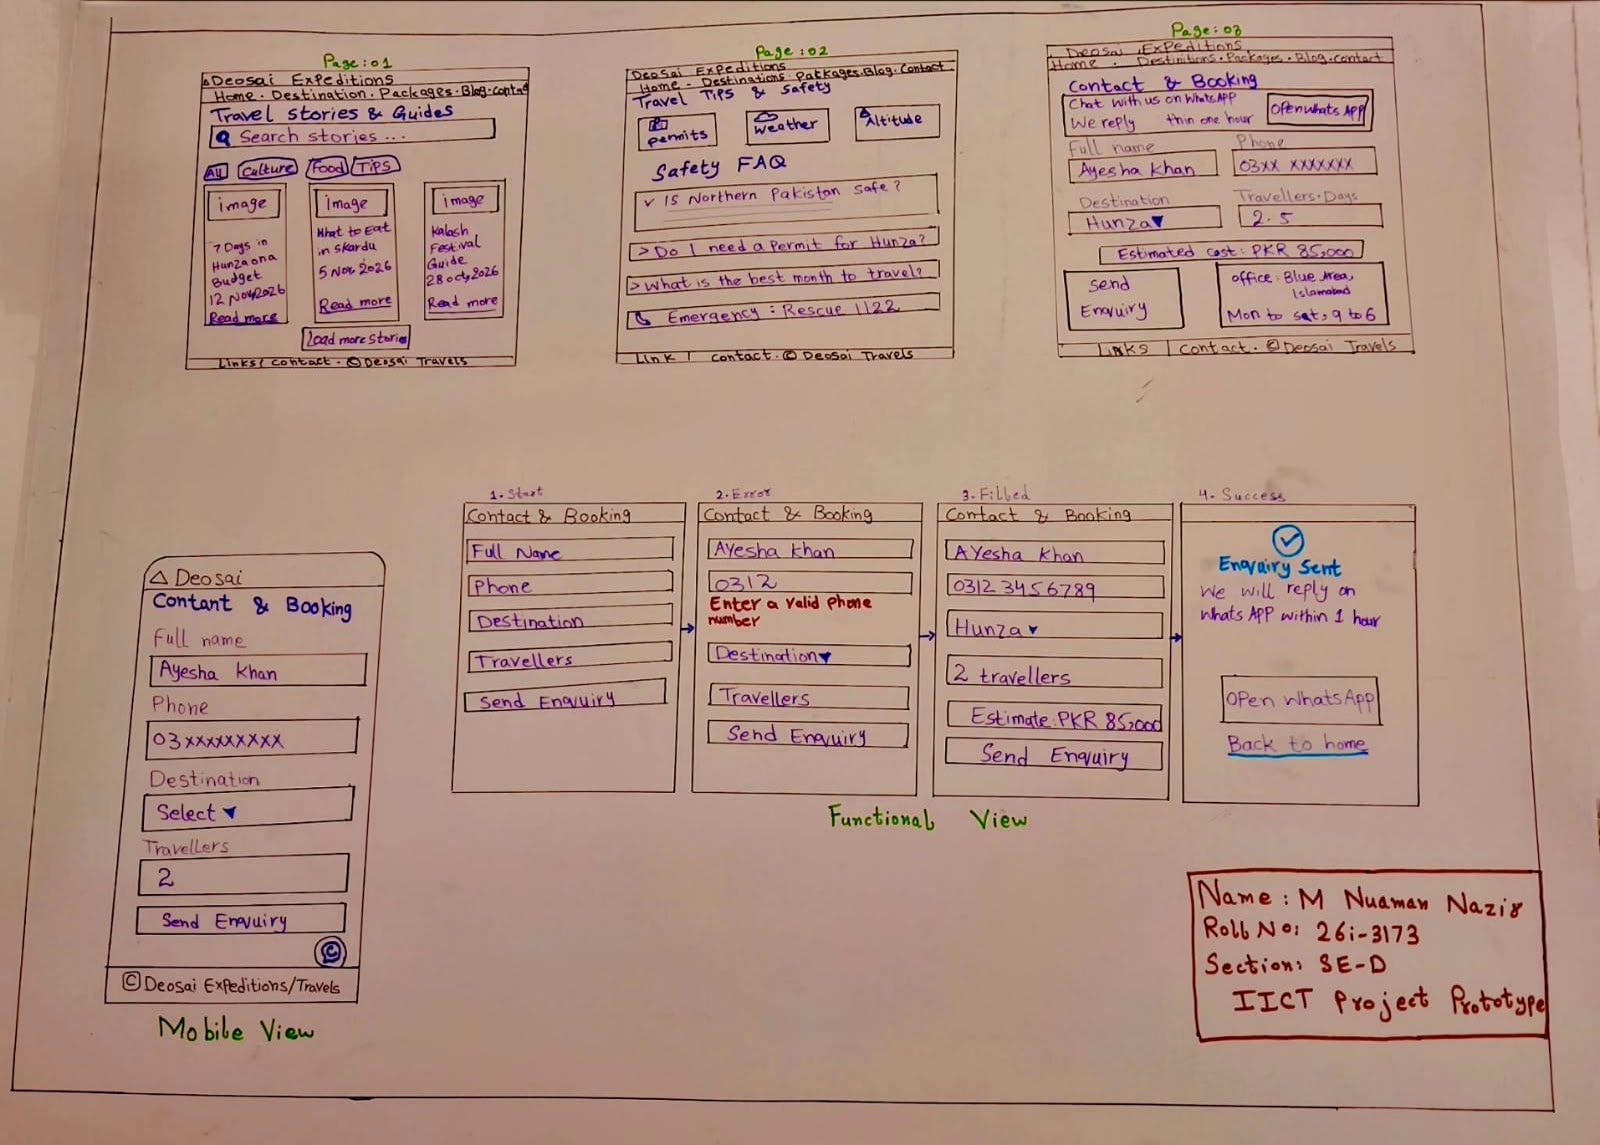 Page:01
Deosai Expeditions
Home. Destination. Packages. Blog. Contact
Travel Stories & Guides
Search stories ...
All Culture Food Tips
image
7 Days in
Hunza on a
Budget
12 Nov,2026
Read more
image
What to Eat
in Skardu
5 Nov, 2026
Read more
image
Kalash
Festival
Guide
28 oct,2026
Read more
Load more Stories
Links | Contact. © Deosai Travels
Page:02
Deosai Expeditions
Home - Destinations. Packages. Blog. Contact
Travel Tips & Safety
permits
Weather
Altitude
Safety FAQ
Is Northern Pakistan safe?
> Do I need a Permit for Hunza?
> What is the best month to travel?
Emergency : Rescue 1122
Link | contact. © Deosai Travels
Page:03
Deosai Expeditions
Home . Destinitions. Packages. Blog. contact
Contact & Booking
Chat with us on WhatsAPP
We reply thin one hour
Open WhatsAPP
Full name
Ayesha Khan
Phone
03xx xxxxxxx
Destination
Hunza
Travellers. Days
2. 5
Estimated cost: PKR 85,000
Send
Enquiry
office: Blue Area,
Islamabad
Mon to sat, 9 to 6
Links | Contact. © Deosai Travels
1. Start
Contact & Booking
Full Name
Phone
Destination
Travellers
Send Enquiry
2. Error
Contact & Booking
Ayesha Khan
0312
Enter a valid phone
number
Destination
Travellers
Send Enquiry
3. Filled
Contact & Booking
Ayesha Khan
0312 3456789
Hunza
2 travellers
Estimate: PKR 85,000
Send Enquiry
4. Success
Enquiry Sent
We will reply on
Whats APP within 1 hour
Open WhatsApp
Back to home
Functional View
Deosai
Contant & Booking
Full name
Ayesha Khan
Phone
03xxxxxxxxx
Destination
Select
Travellers
2
Send Enquiry
© Deosai Expeditions/Travels
Mobile View
Name: M Nuaman Nazir
Roll No: 26i-3173
Section: SE-D
IICT Project Prototype